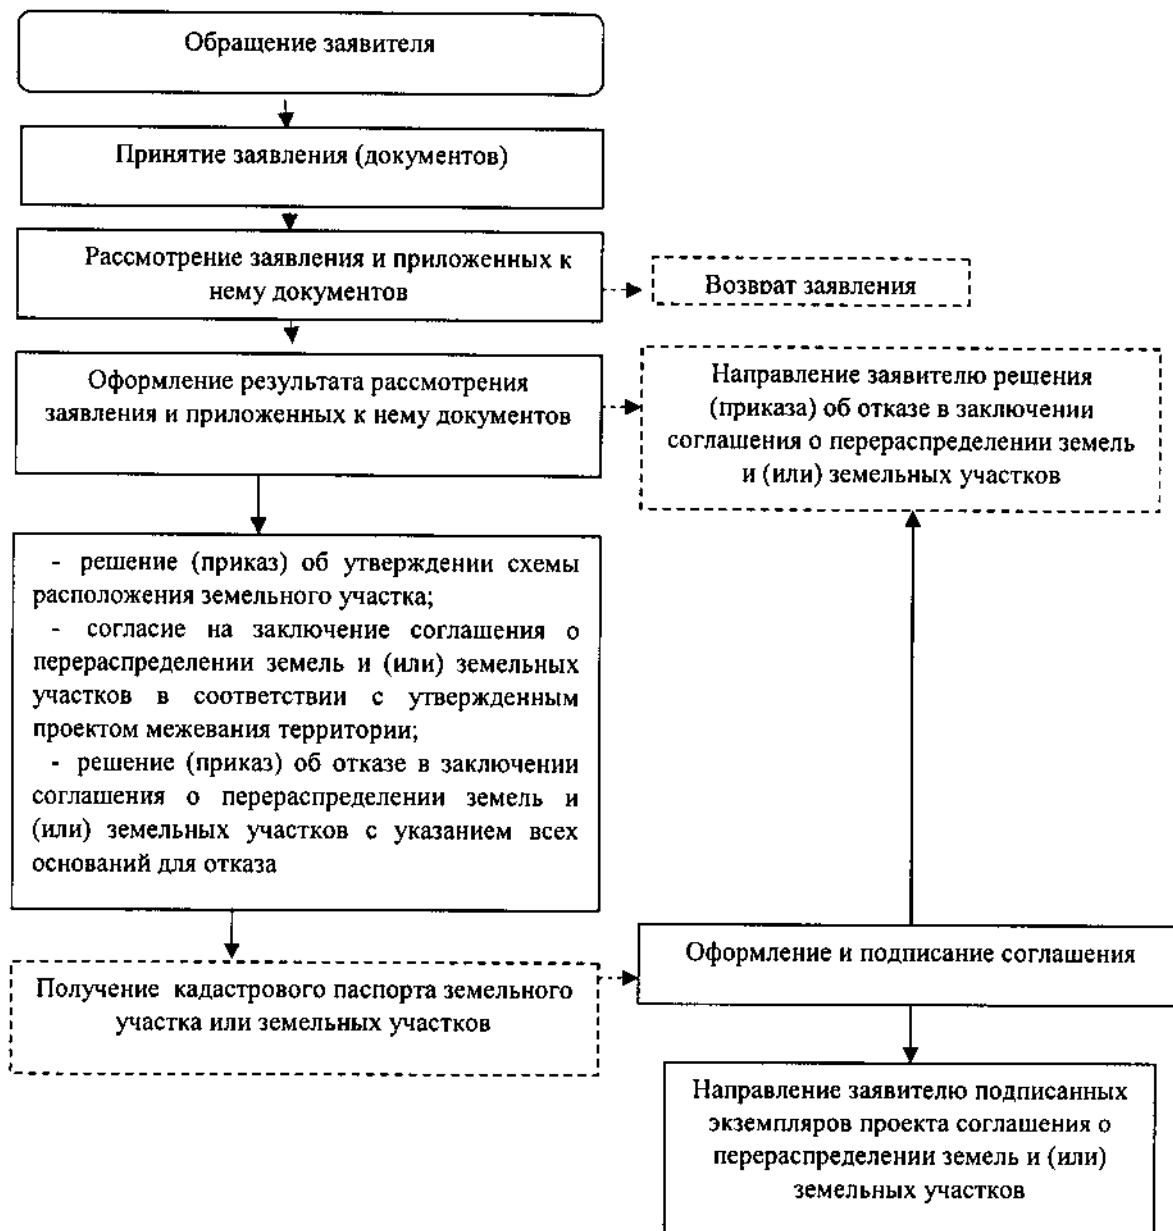 Обращение заявителя
Принятие заявления (документов)
Рассмотрение заявления и приложенных к
нему документов
Возврат заявления
Оформление результата рассмотрения
заявления и приложенных к нему документов
Направление заявителю решения
(приказа) об отказе в заключении
соглашения о перераспределении земель
и (или) земельных участков
- решение (приказ) об утверждении схемы
расположения земельного участка;
- согласие на заключение соглашения о
перераспределении земель и (или) земельных
участков в соответствии с утвержденным
проектом межевания территории;
- решение (приказ) об отказе в заключении
соглашения о перераспределении земель и
(или) земельных участков с указанием всех
оснований для отказа
Оформление и подписание соглашения
Получение кадастрового паспорта земельного
участка или земельных участков
Направление заявителю подписанных
экземпляров проекта соглашения о
перераспределении земель и (или)
земельных участков